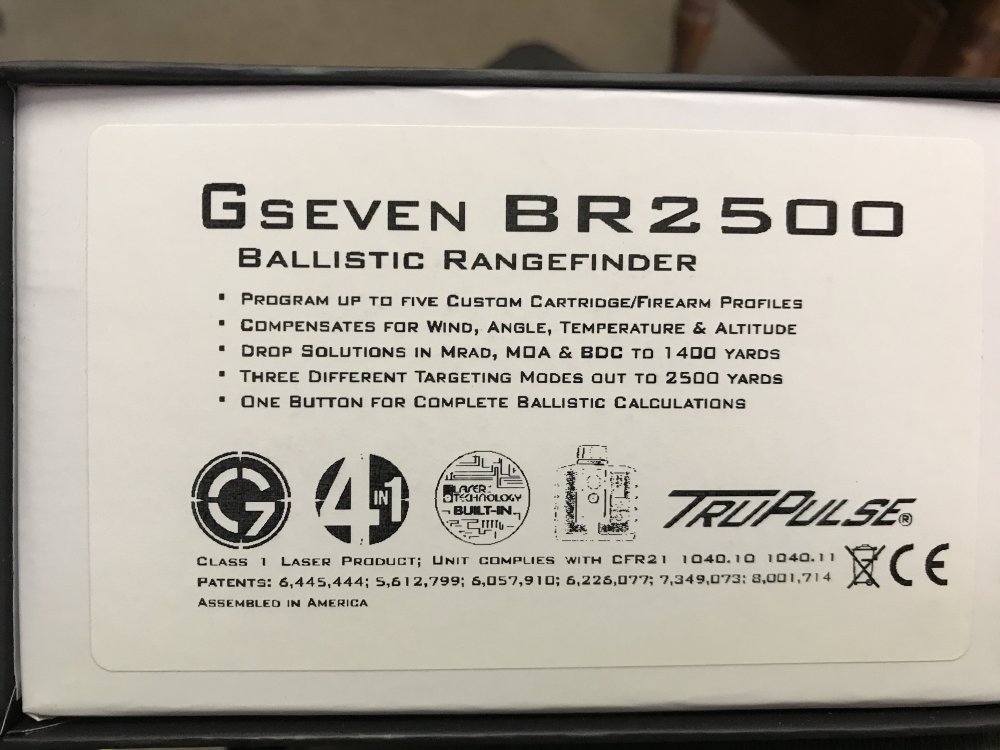 GSEVEN BR2500
BALLISTIC RANGEFINDER
▪ PROGRAM UP TO FIVE CUSTOM CARTRIDGE/FIREARM PROFILES
▪ COMPENSATES FOR WIND, ANGLE, TEMPERATURE & ALTITUDE
▪ DROP SOLUTIONS IN MRAD, MOA & BDC TO 1400 YARDS
▪ THREE DIFFERENT TARGETING MODES OUT TO 2500 YARDS
▪ ONE BUTTON FOR COMPLETE BALLISTIC CALCULATIONS
G7
4 IN 1
LASER
TECHNOLOGY
BUILT-IN
TRUPULSE®
CLASS 1 LASER PRODUCT; UNIT COMPLIES WITH CFR21 1040.10 1040.11
PATENTS: 6,445,444; 5,612,799; 6,057,910; 6,226,077; 7,349,073; 8,001,714
CE
ASSEMBLED IN AMERICA